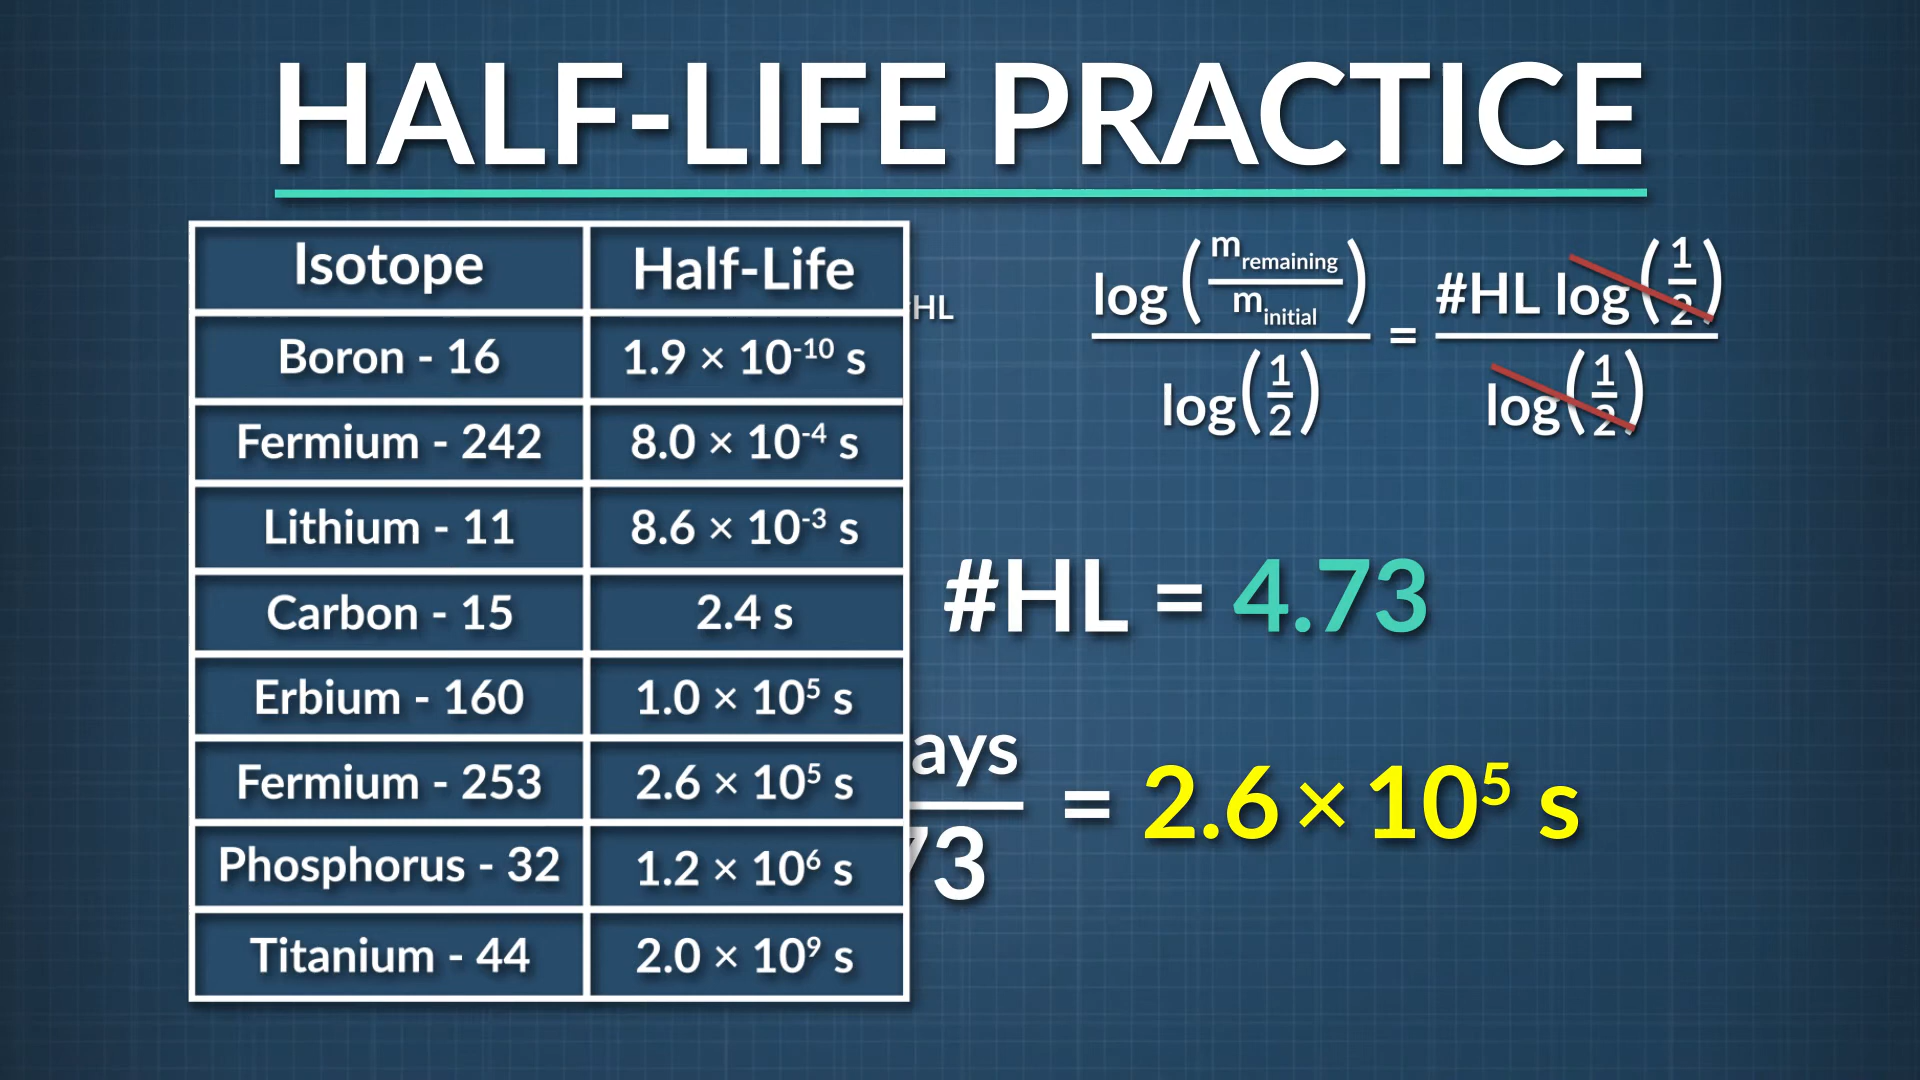 HALF-LIFE PRACTICE
Isotope Half-Life
Boron - 16 1.9 × 10⁻¹⁰ s
Fermium - 242 8.0 × 10⁻⁴ s
Lithium - 11 8.6 × 10⁻³ s
Carbon - 15 2.4 s
Erbium - 160 1.0 × 10⁵ s
Fermium - 253 2.6 × 10⁵ s
Phosphorus - 32 1.2 × 10⁶ s
Titanium - 44 2.0 × 10⁹ s
HL
log (m remaining / m initial) / log (1/2) = #HL log (1/2) / log (1/2)
#HL = 4.73
ays
73
= 2.6 × 10⁵ s